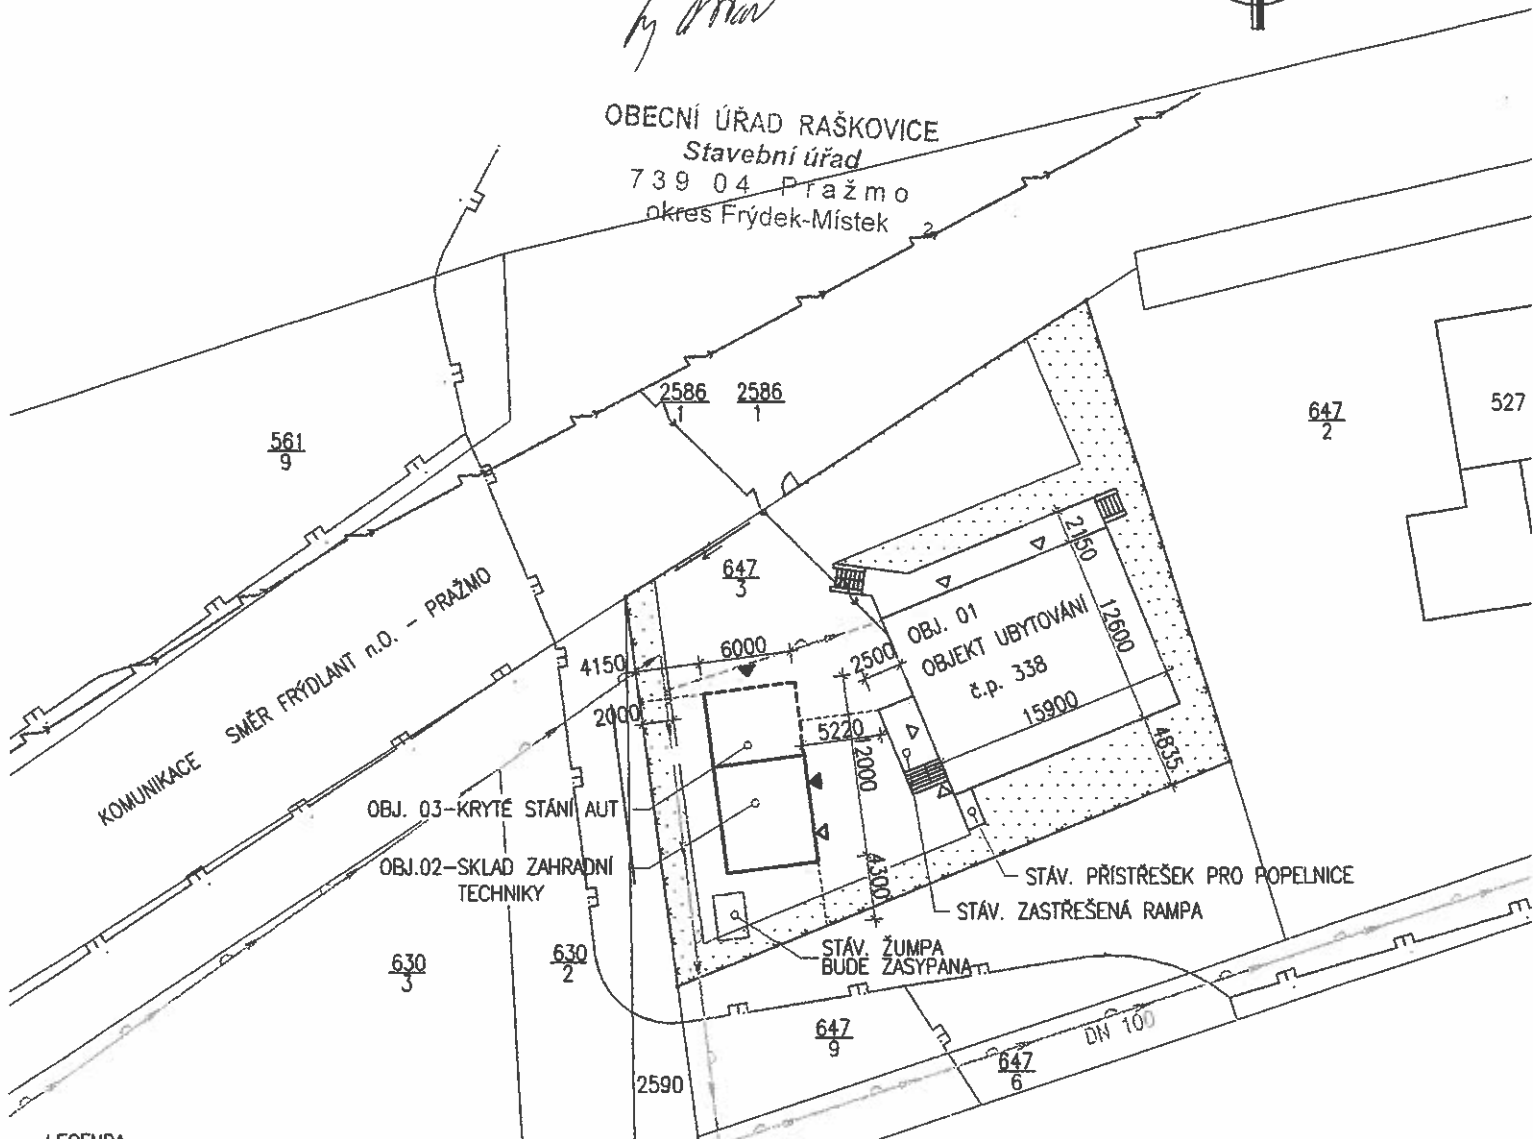 OBECNÍ ÚŘAD RAŠKOVICE
Stavební úřad
739 04 Pražmo
okres Frýdek-Místek
2
2586
1
2586
1
561
9
647
2
527
647
3
KOMUNIKACE SMĚR FRÝDLANT n.O. - PRAŽMO
2150
OBJ. 01
OBJEKT UBYTOVÁNÍ
č.p. 338
12600
15900
4835
4150
6000
2500
2000
5220
12000
4300
OBJ. 03-KRYTÉ STÁNÍ AUT
OBJ.02-SKLAD ZAHRADNÍ
TECHNIKY
STÁV. PŘÍSTŘEŠEK PRO POPELNICE
STÁV. ZASTŘEŠENÁ RAMPA
STÁV. ŽUMPA
BUDE ZASYPANA
630
3
630
2
647
9
DN 100
647
6
2590
LEGENDA